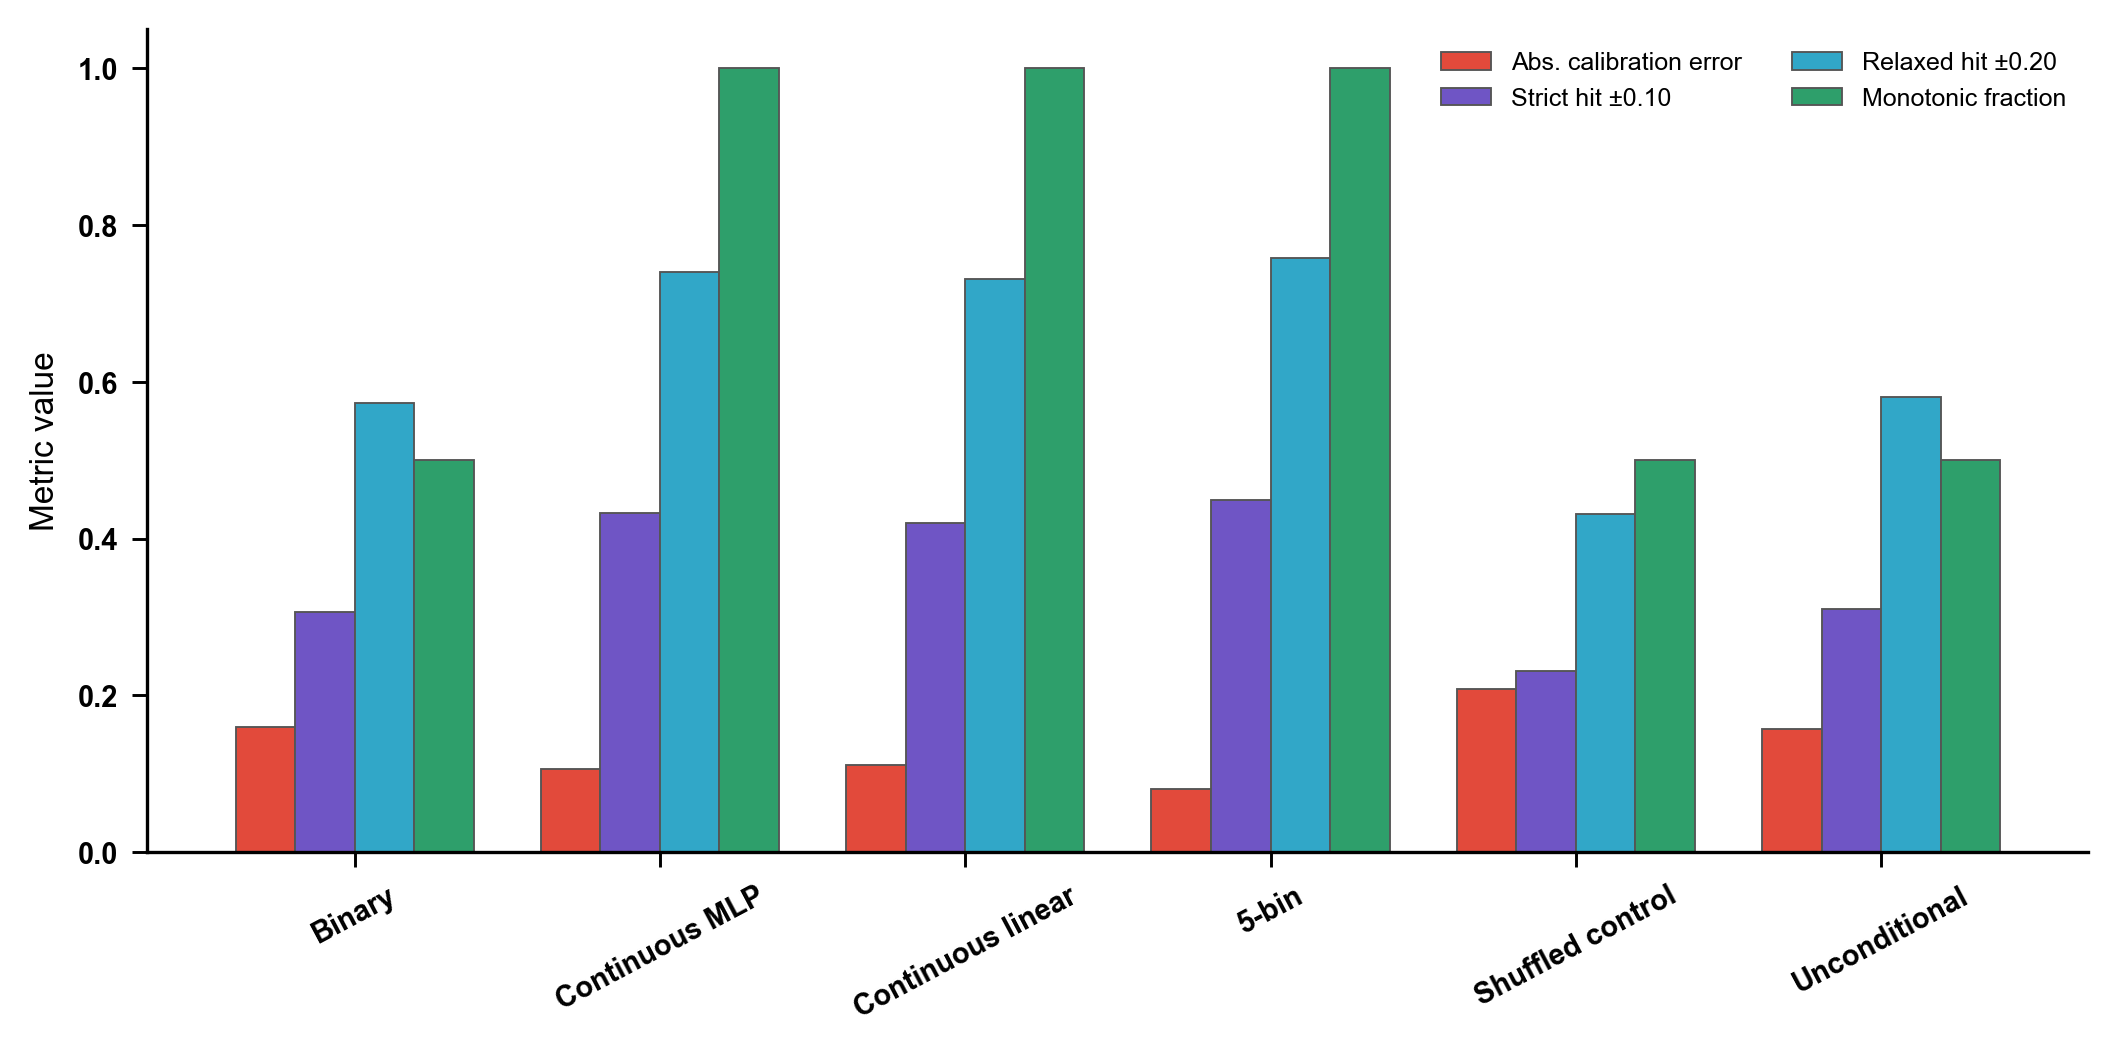 Abs. calibration error
Strict hit ±0.10
Relaxed hit ±0.20
Monotonic fraction
Metric value
1.0
0.8
0.6
0.4
0.2
0.0
Binary
Continuous MLP
Continuous linear
5-bin
Shuffled control
Unconditional